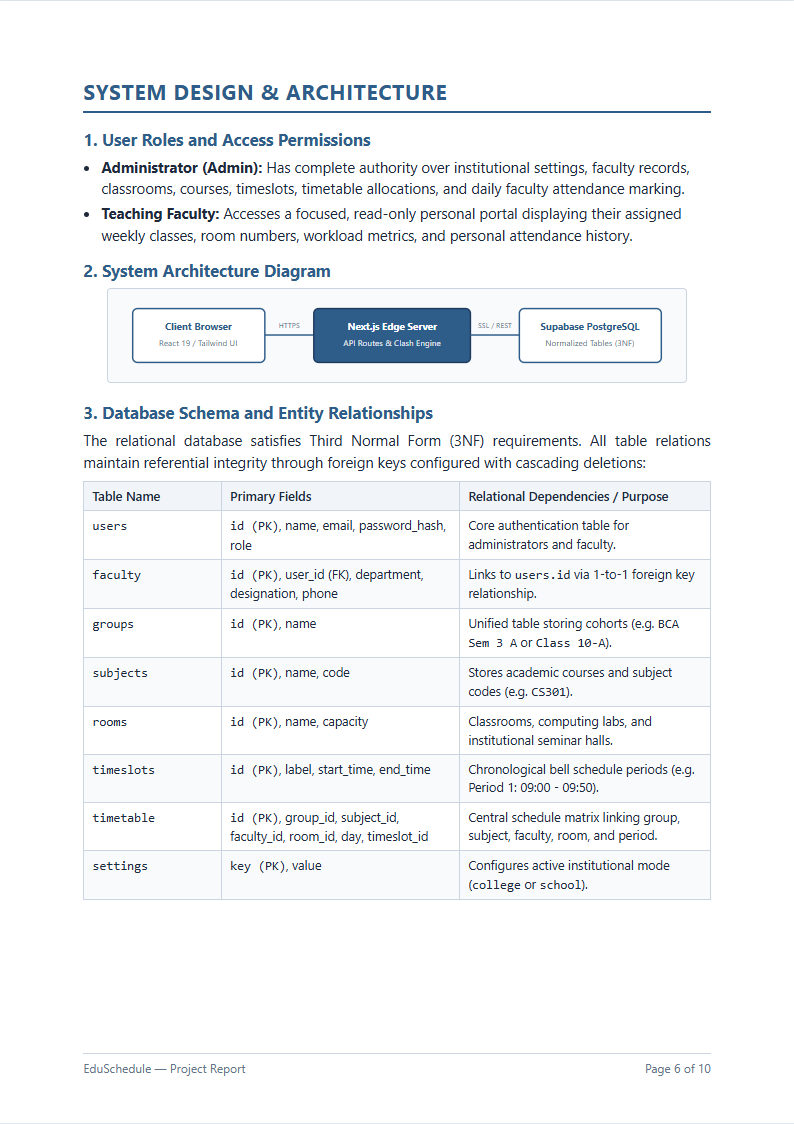 SYSTEM DESIGN & ARCHITECTURE
1. User Roles and Access Permissions
• Administrator (Admin): Has complete authority over institutional settings, faculty records,
classrooms, courses, timeslots, timetable allocations, and daily faculty attendance marking.
• Teaching Faculty: Accesses a focused, read-only personal portal displaying their assigned
weekly classes, room numbers, workload metrics, and personal attendance history.
2. System Architecture Diagram
Client Browser
React 19 / Tailwind UI
HTTPS
Next.js Edge Server
API Routes & Clash Engine
SSL / REST
Supabase PostgreSQL
Normalized Tables (3NF)
3. Database Schema and Entity Relationships
The relational database satisfies Third Normal Form (3NF) requirements. All table relations
maintain referential integrity through foreign keys configured with cascading deletions:
Table Name Primary Fields Relational Dependencies / Purpose
users
id (PK), name, email, password_hash,
role
Core authentication table for
administrators and faculty.
faculty
id (PK), user_id (FK), department,
designation, phone
Links to users.id via 1-to-1 foreign key
relationship.
groups
id (PK), name
Unified table storing cohorts (e.g. BCA
Sem 3 A or Class 10-A).
subjects
id (PK), name, code
Stores academic courses and subject
codes (e.g. CS301).
rooms
id (PK), name, capacity
Classrooms, computing labs, and
institutional seminar halls.
timeslots
id (PK), label, start_time, end_time
Chronological bell schedule periods (e.g.
Period 1: 09:00 - 09:50).
timetable
id (PK), group_id, subject_id,
faculty_id, room_id, day, timeslot_id
Central schedule matrix linking group,
subject, faculty, room, and period.
settings
key (PK), value
Configures active institutional mode
(college or school).
EduSchedule — Project Report
Page 6 of 10